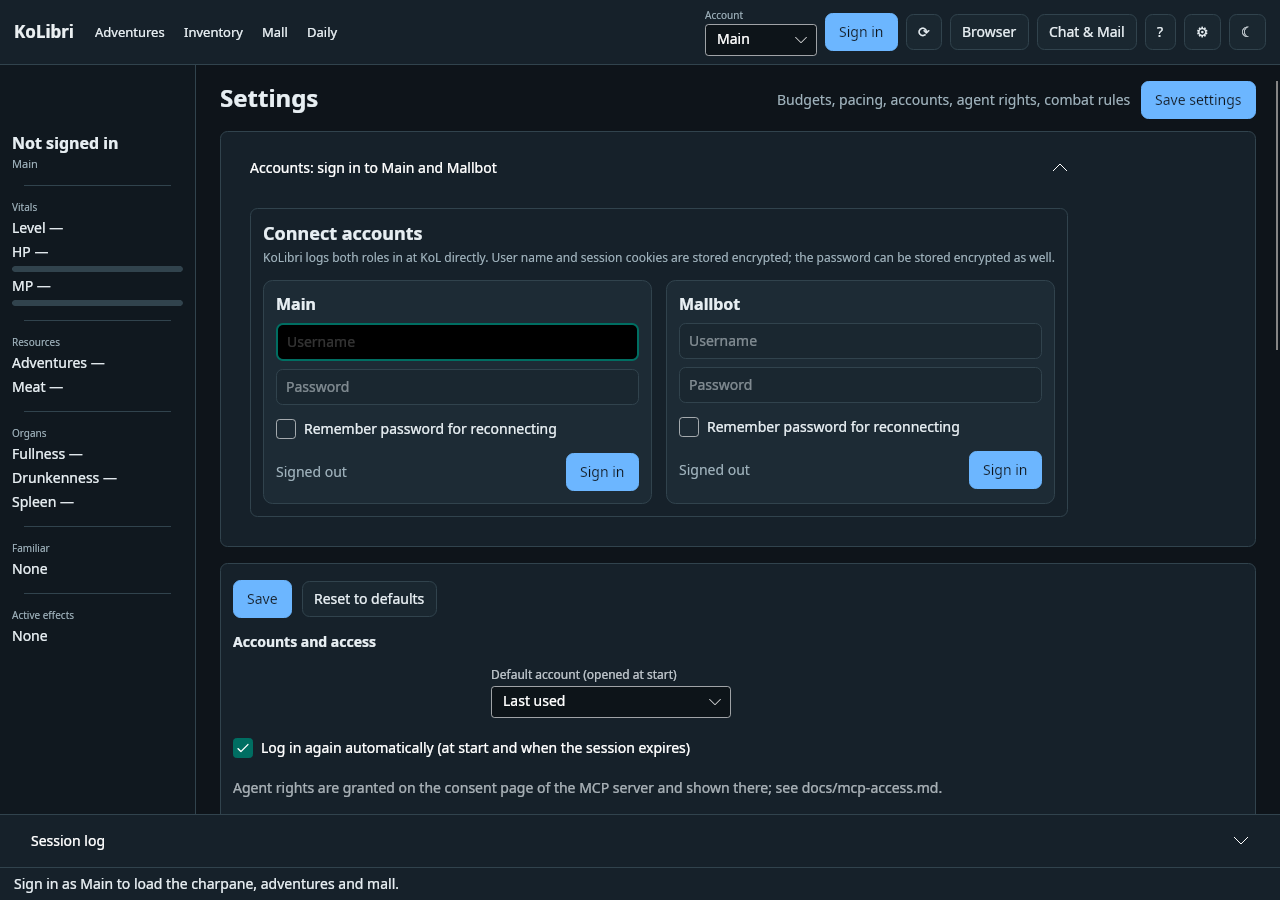 KoLibri
Adventures
Inventory
Mall
Daily
Account
Main
Sign in
Browser
Chat & Mail
?
Not signed in
Main
Vitals
Level —
HP —
MP —
Resources
Adventures —
Meat —
Organs
Fullness —
Drunkenness —
Spleen —
Familiar
None
Active effects
None
Settings
Budgets, pacing, accounts, agent rights, combat rules
Save settings
Accounts: sign in to Main and Mallbot
Connect accounts
KoLibri logs both roles in at KoL directly. User name and session cookies are stored encrypted; the password can be stored encrypted as well.
Main
Username
Password
Remember password for reconnecting
Signed out
Sign in
Mallbot
Username
Password
Remember password for reconnecting
Signed out
Sign in
Save
Reset to defaults
Accounts and access
Default account (opened at start)
Last used
Log in again automatically (at start and when the session expires)
Agent rights are granted on the consent page of the MCP server and shown there; see docs/mcp-access.md.
Session log
Sign in as Main to load the charpane, adventures and mall.